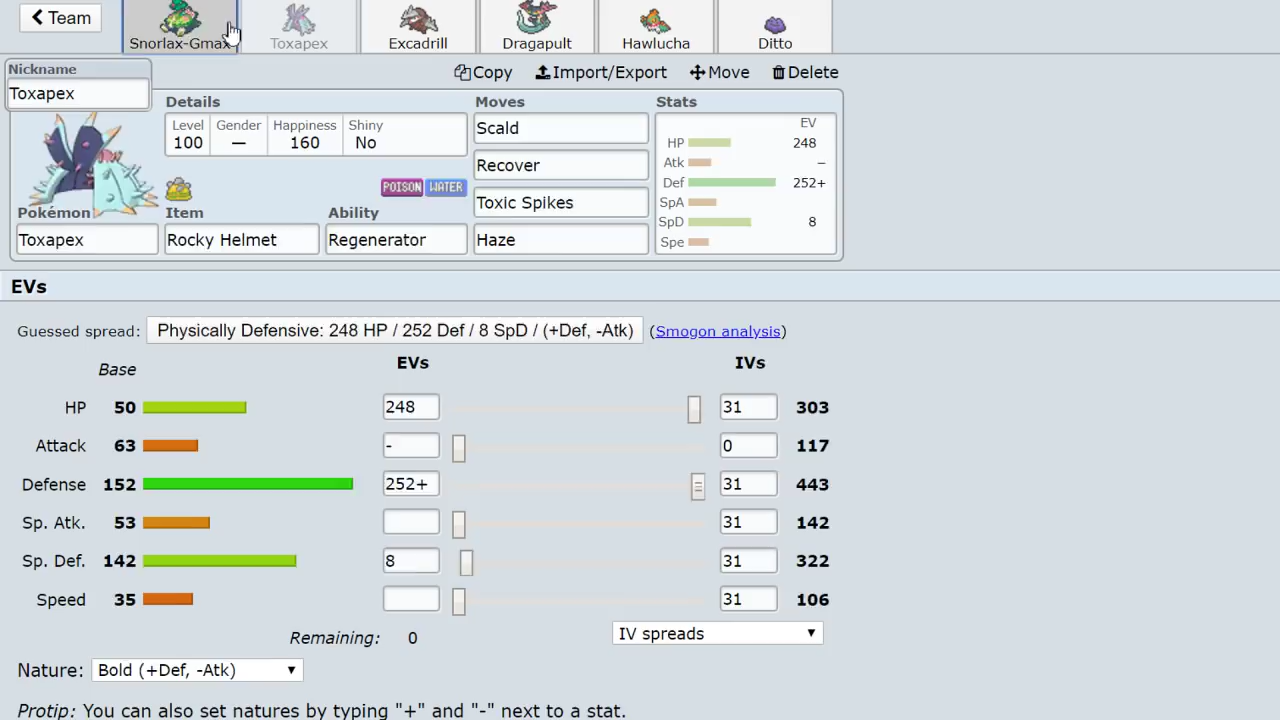 Team
Snorlax-Gmax
Toxapex
Excadrill
Dragapult
Hawlucha
Ditto
Nickname
Toxapex
Copy Import/Export Move Delete
Details
Moves
Stats
Level Gender Happiness Shiny
100 — 160 No
Scald
Recover
Toxic Spikes
Haze
EV
HP 248
Atk –
Def 252+
SpA
SpD 8
Spe
POISON WATER
Pokémon
Item
Ability
Toxapex
Rocky Helmet
Regenerator
EVs
Guessed spread: Physically Defensive: 248 HP / 252 Def / 8 SpD / (+Def, -Atk) (Smogon analysis)
Base EVs IVs
HP 50 248 31 303
Attack 63 - 0 117
Defense 152 252+ 31 443
Sp. Atk. 53 31 142
Sp. Def. 142 8 31 322
Speed 35 31 106
Remaining: 0 IV spreads
Nature: Bold (+Def, -Atk)
Protip: You can also set natures by typing "+" and "-" next to a stat.